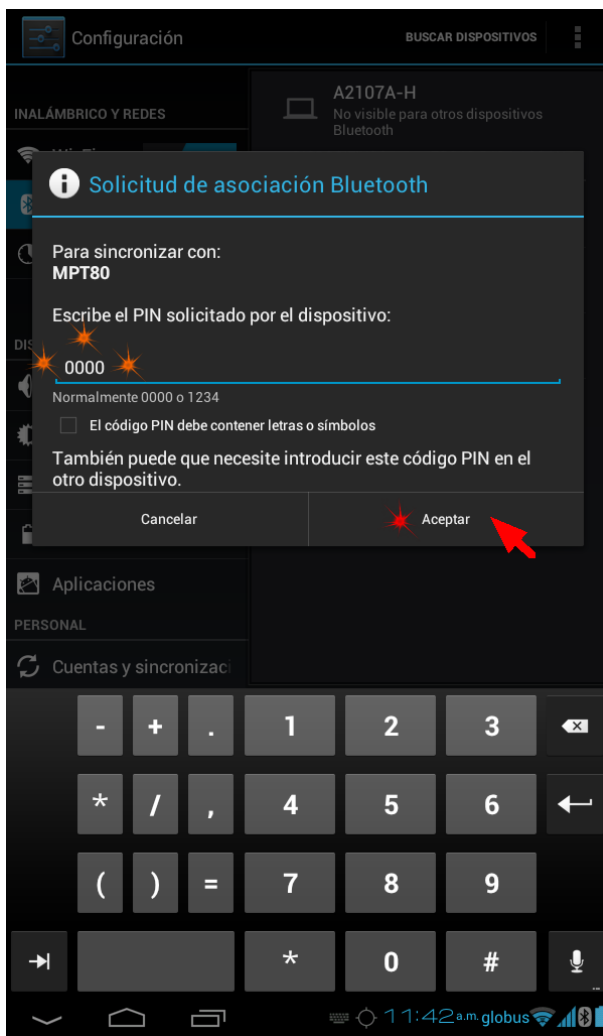 Configuración
BUSCAR DISPOSITIVOS
A2107A-H
No visible para otros dispositivos
Bluetooth
INALÁMBRICO Y REDES
Solicitud de asociación Bluetooth
Para sincronizar con:
MPT80
Escribe el PIN solicitado por el dispositivo:
0000
Normalmente 0000 o 1234
El código PIN debe contener letras o símbolos
También puede que necesite introducir este código PIN en el
otro dispositivo.
Cancelar
Aceptar
Aplicaciones
PERSONAL
Cuentas y sincronizaci
- + . 1 2 3
* / , 4 5 6
( ) = 7 8 9
* 0 #
11:42 a.m. globus